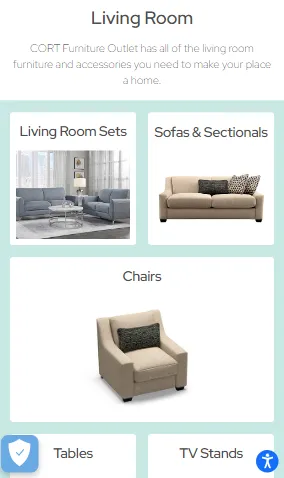 Living Room
CORT Furniture Outlet has all of the living room
furniture and accessories you need to make your place
a home.
Living Room Sets
Sofas & Sectionals
Chairs
Tables
TV Stands